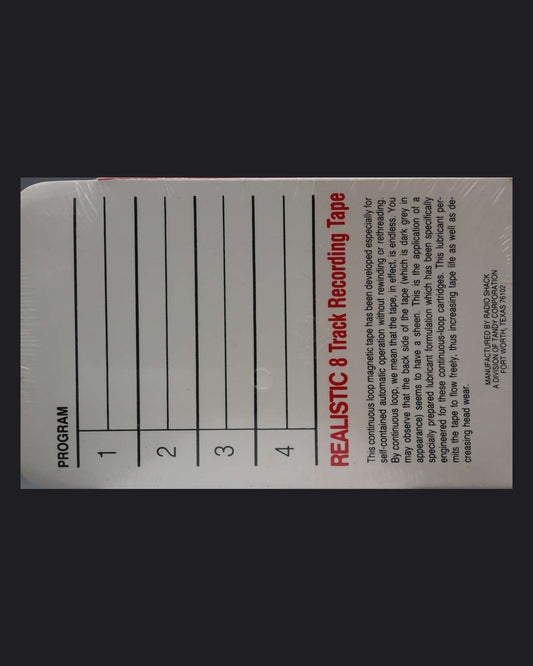 PROGRAM
1
2
3
4
REALISTIC 8 Track Recording Tape
This continuous loop magnetic tape has been developed especially for
self-contained automatic operation without rewinding or rethreading.
By continuous loop, we mean that the tape, in effect, is endless. You
may observe that the back side of the tape (which is dark grey in
appearance) seems to have a sheen. This is the application of a
specially prepared lubricant formulation which has been specifically
engineered for these continuous-loop cartridges. This lubricant per-
mits the tape to flow freely, thus increasing tape life as well as de-
creasing head wear.
MANUFACTURED BY RADIO SHACK
A DIVISION OF TANDY CORPORATION
FORT WORTH, TEXAS 76102